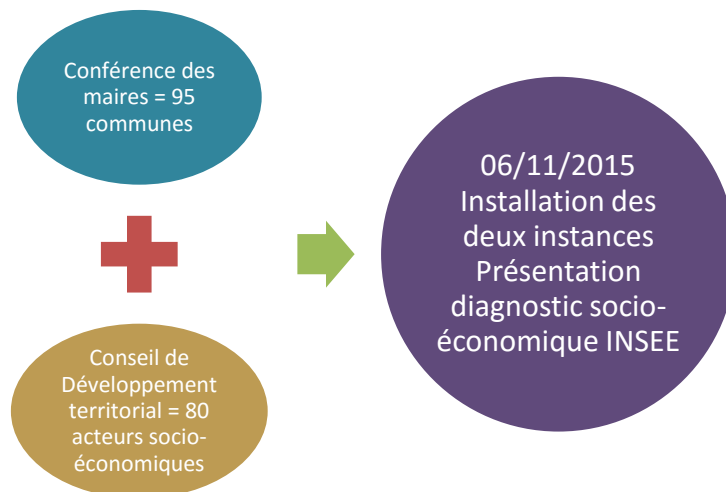 Conférence des
maires = 95
communes
Conseil de
Développement
territorial = 80
acteurs socio-
économiques
06/11/2015
Installation des
deux instances
Présentation
diagnostic socio-
économique INSEE